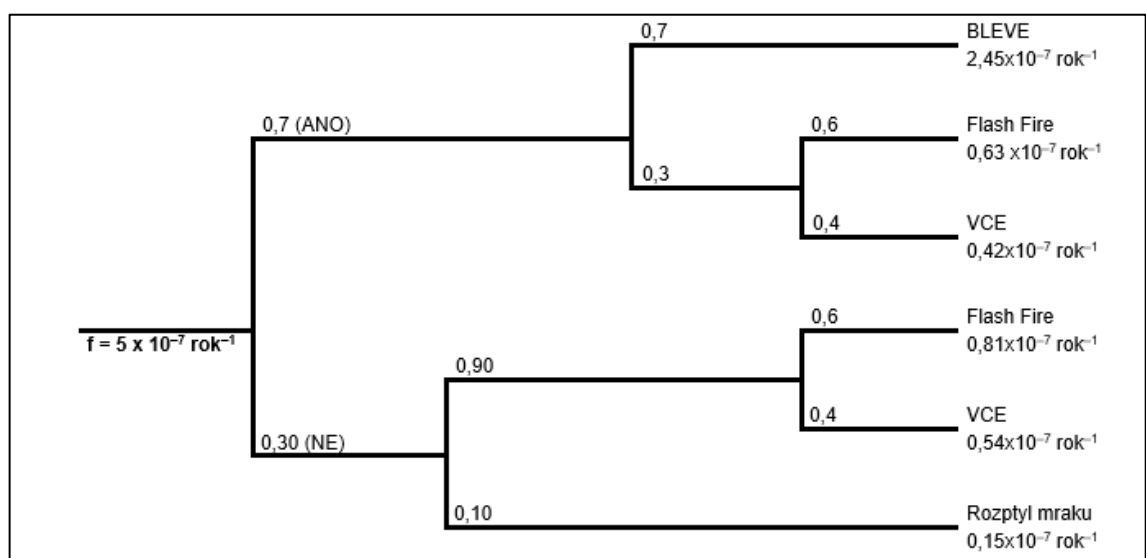 0,7
BLEVE
2,45x10⁻⁷ rok⁻¹
0,7 (ANO)
0,6
Flash Fire
0,63 x10⁻⁷ rok⁻¹
0,3
0,4
VCE
0,42x10⁻⁷ rok⁻¹
0,6
Flash Fire
0,81x10⁻⁷ rok⁻¹
f = 5 x 10⁻⁷ rok⁻¹
0,90
0,4
VCE
0,54x10⁻⁷ rok⁻¹
0,30 (NE)
0,10
Rozptyl mraku
0,15x10⁻⁷ rok⁻¹